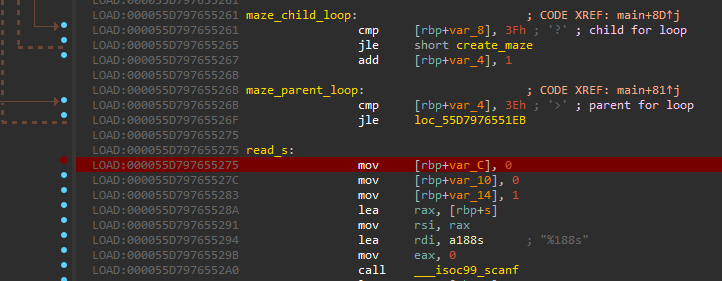 LOAD:000055D797655261
LOAD:000055D797655261 maze_child_loop: ; CODE XREF: main+8D↑j
LOAD:000055D797655261 cmp [rbp+var_8], 3Fh ; '?' ; child for loop
LOAD:000055D797655265 jle short create_maze
LOAD:000055D797655267 add [rbp+var_4], 1
LOAD:000055D79765526B
LOAD:000055D79765526B maze_parent_loop: ; CODE XREF: main+81↑j
LOAD:000055D79765526B cmp [rbp+var_4], 3Eh ; '>' ; parent for loop
LOAD:000055D79765526F jle loc_55D7976551EB
LOAD:000055D797655275
LOAD:000055D797655275 read_s:
LOAD:000055D797655275 mov [rbp+var_C], 0
LOAD:000055D79765527C mov [rbp+var_10], 0
LOAD:000055D797655283 mov [rbp+var_14], 1
LOAD:000055D79765528A lea rax, [rbp+s]
LOAD:000055D797655291 mov rsi, rax
LOAD:000055D797655294 lea rdi, a188s ; "%188s"
LOAD:000055D79765529B mov eax, 0
LOAD:000055D7976552A0 call ___isoc99_scanf